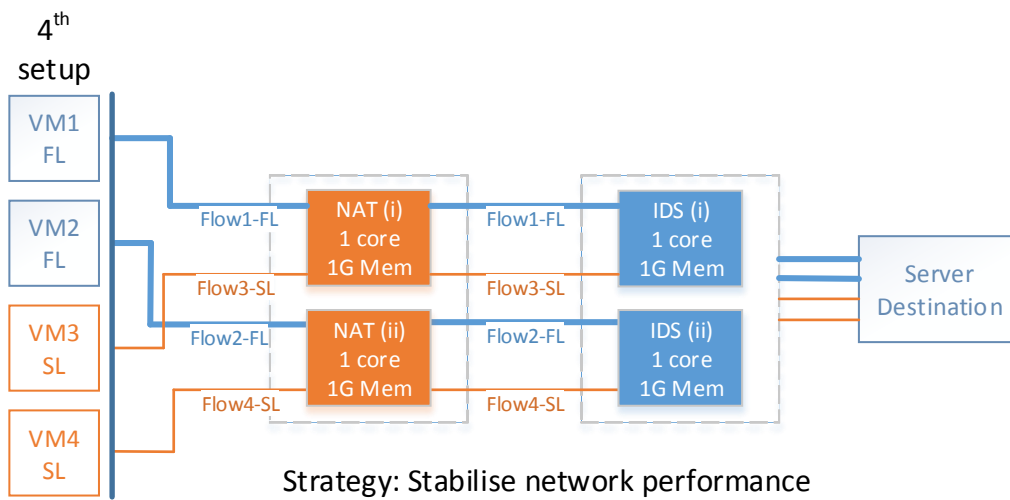 4th
setup
VM1
FL
VM2
FL
VM3
SL
VM4
SL
Flow1-FL
Flow3-SL
Flow2-FL
Flow4-SL
NAT (i)
1 core
1G Mem
NAT (ii)
1 core
1G Mem
Flow1-FL
Flow3-SL
Flow2-FL
Flow4-SL
IDS (i)
1 core
1G Mem
IDS (ii)
1 core
1G Mem
Server
Destination
Strategy: Stabilise network performance